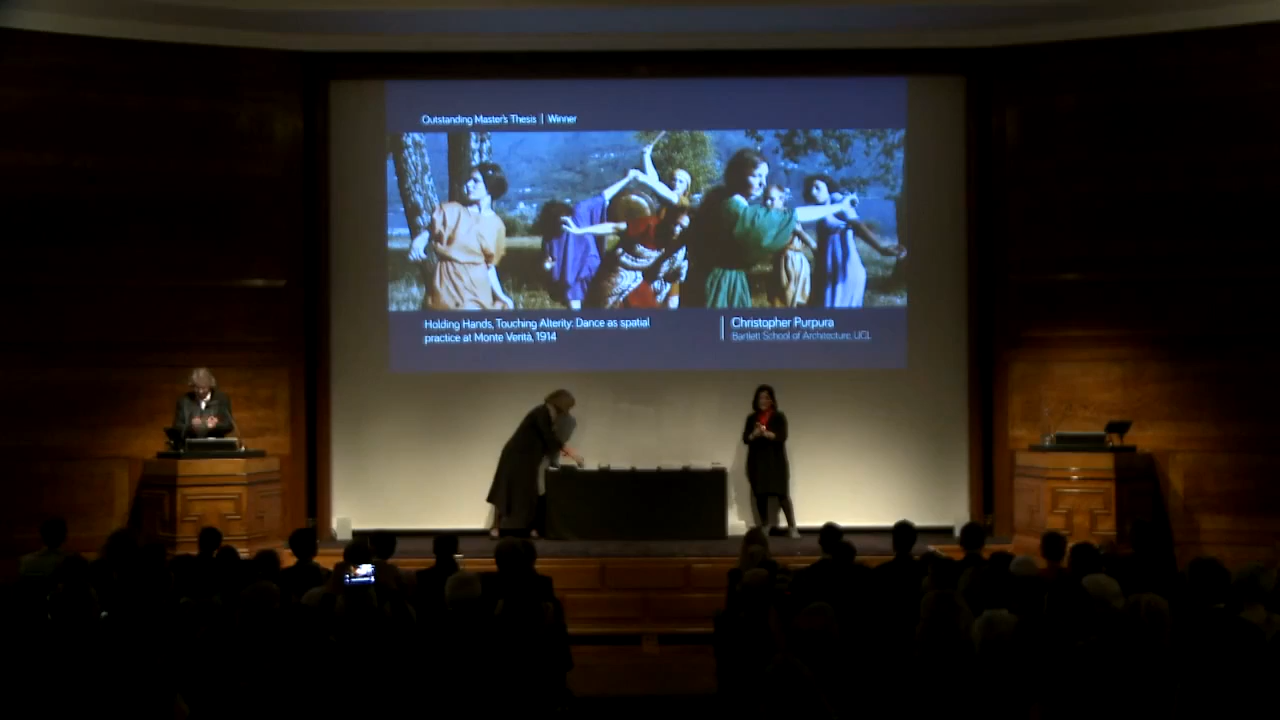 Outstanding Master's Thesis | Winner
Holding Hands, Touching Alterity: Dance as spatial
practice at Monte Verità, 1914
Christopher Purpura
Bartlett School of Architecture, UCL